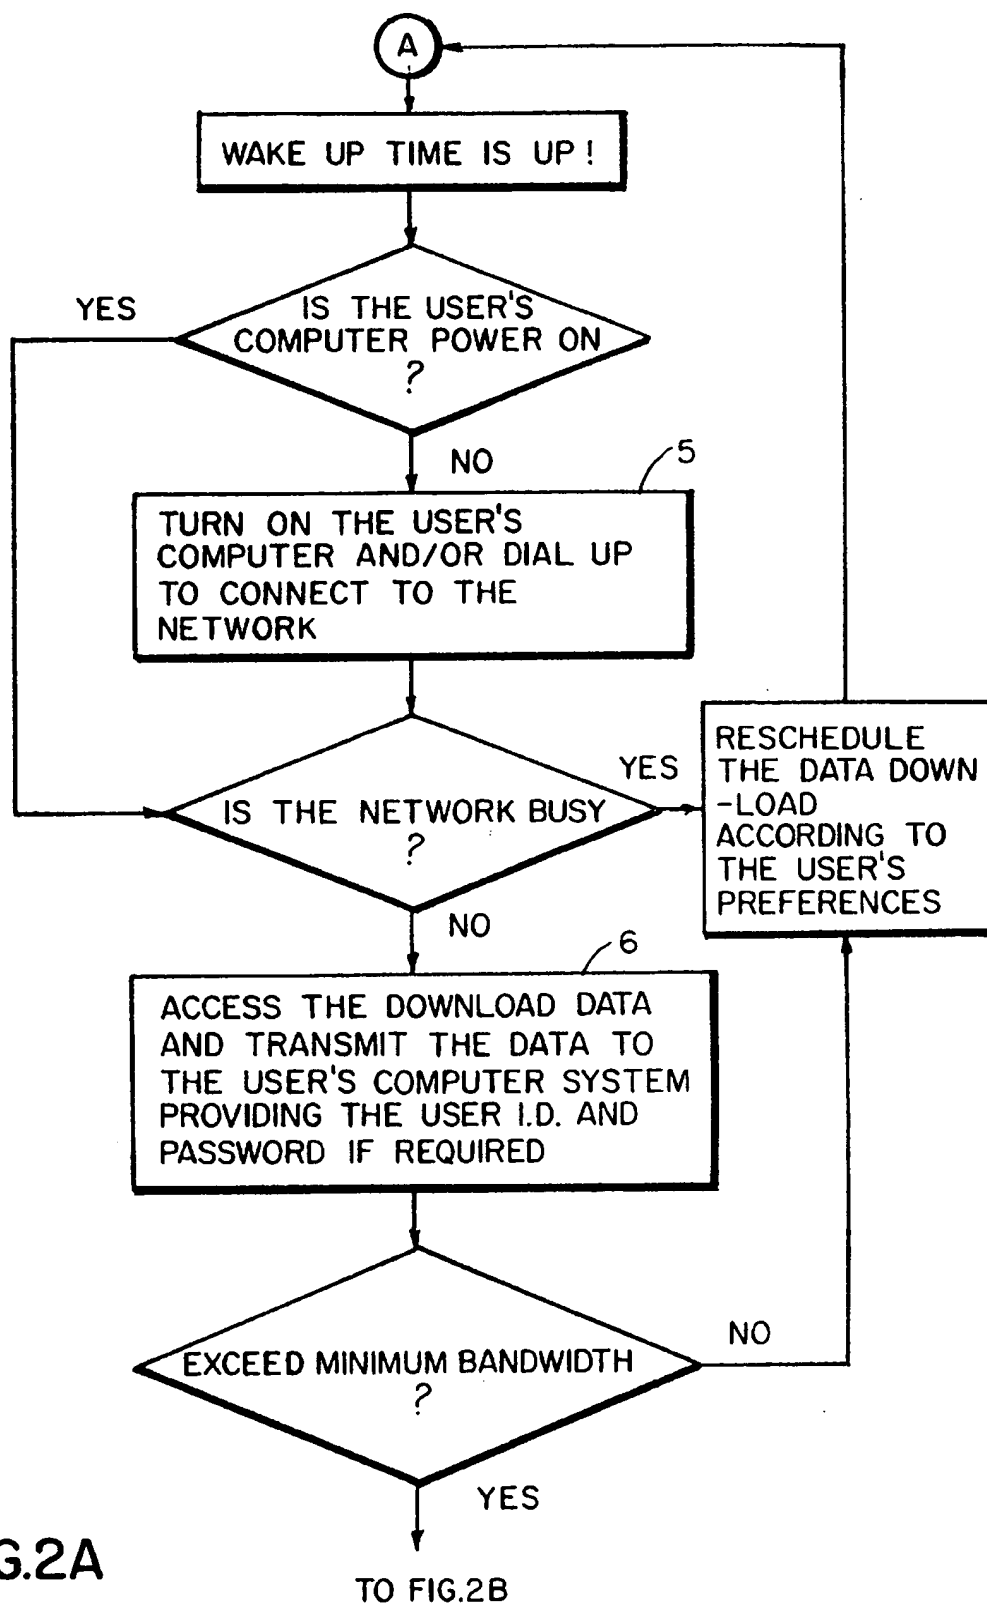 A
WAKE UP TIME IS UP!
IS THE USER'S
COMPUTER POWER ON
?
YES
NO
5
TURN ON THE USER'S
COMPUTER AND/OR DIAL UP
TO CONNECT TO THE
NETWORK
IS THE NETWORK BUSY
?
YES
RESCHEDULE
THE DATA DOWN
-LOAD
ACCORDING TO
THE USER'S
PREFERENCES
NO
6
ACCESS THE DOWNLOAD DATA
AND TRANSMIT THE DATA TO
THE USER'S COMPUTER SYSTEM
PROVIDING THE USER I.D. AND
PASSWORD IF REQUIRED
EXCEED MINIMUM BANDWIDTH
?
NO
YES
G.2A
TO FIG.2B